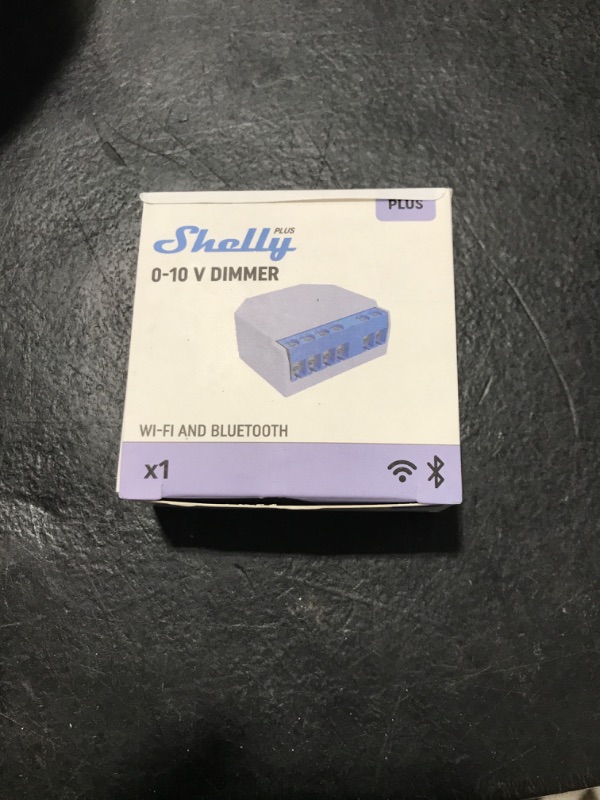 PLUS
Shelly PLUS
0-10 V DIMMER
WI-FI AND BLUETOOTH
x1